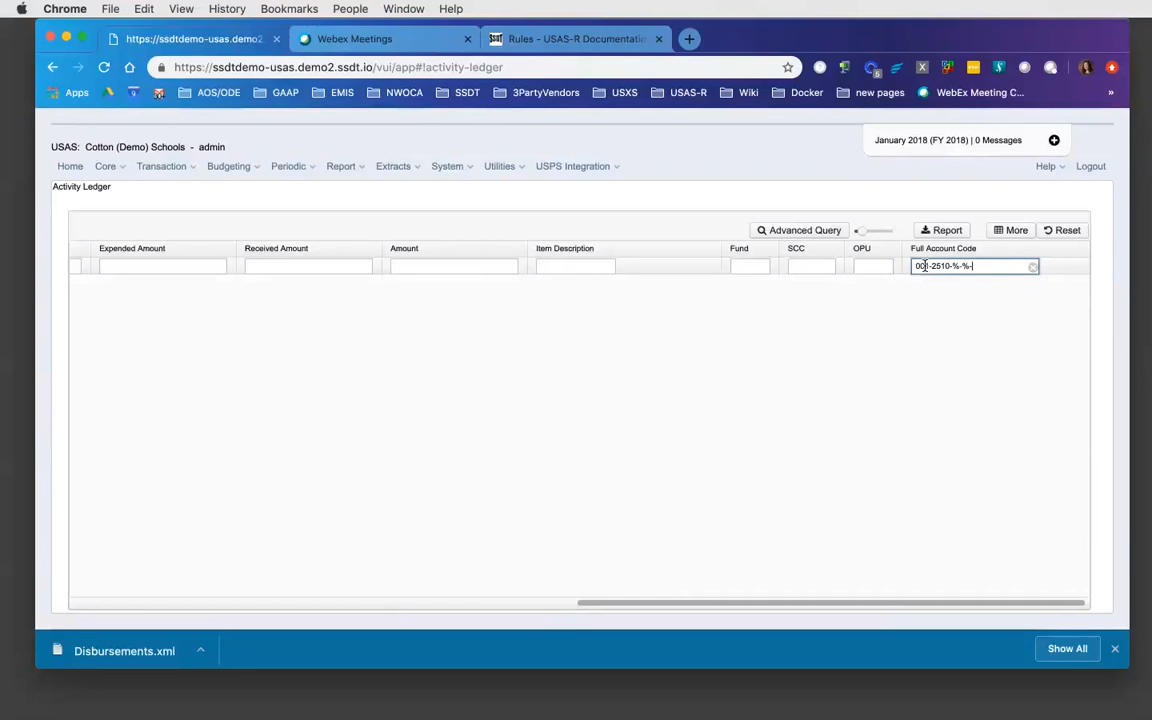 Chrome File Edit View History Bookmarks People Window Help
https://ssdtdemo-usas.demo2 Webex Meetings SSDT Rules - USAS-R Documentatio
https://ssdtdemo-usas.demo2.ssdt.io/vui/app#!activity-ledger
Apps AOS/ODE GAAP EMIS NWOCA SSDT 3PartyVendors USXS USAS-R Wiki Docker new pages WebEx Meeting C... »
January 2018 (FY 2018) | 0 Messages
USAS: Cotton (Demo) Schools - admin
Home Core Transaction Budgeting Periodic Report Extracts System Utilities USPS Integration Help Logout
Activity Ledger
Advanced Query Report More Reset
Expended Amount Received Amount Amount Item Description Fund SCC OPU Full Account Code
001-2510-%-%-
Disbursements.xml Show All